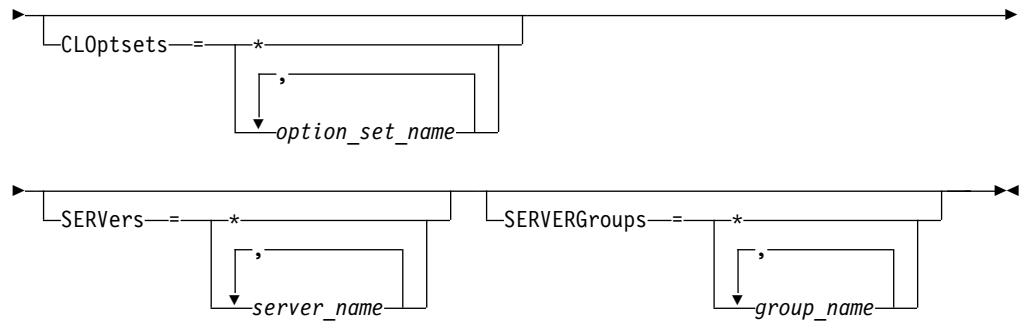 CLOptsets = *
,
option_set_name
SERVers = * SERVERGroups = *
, ,
server_name group_name